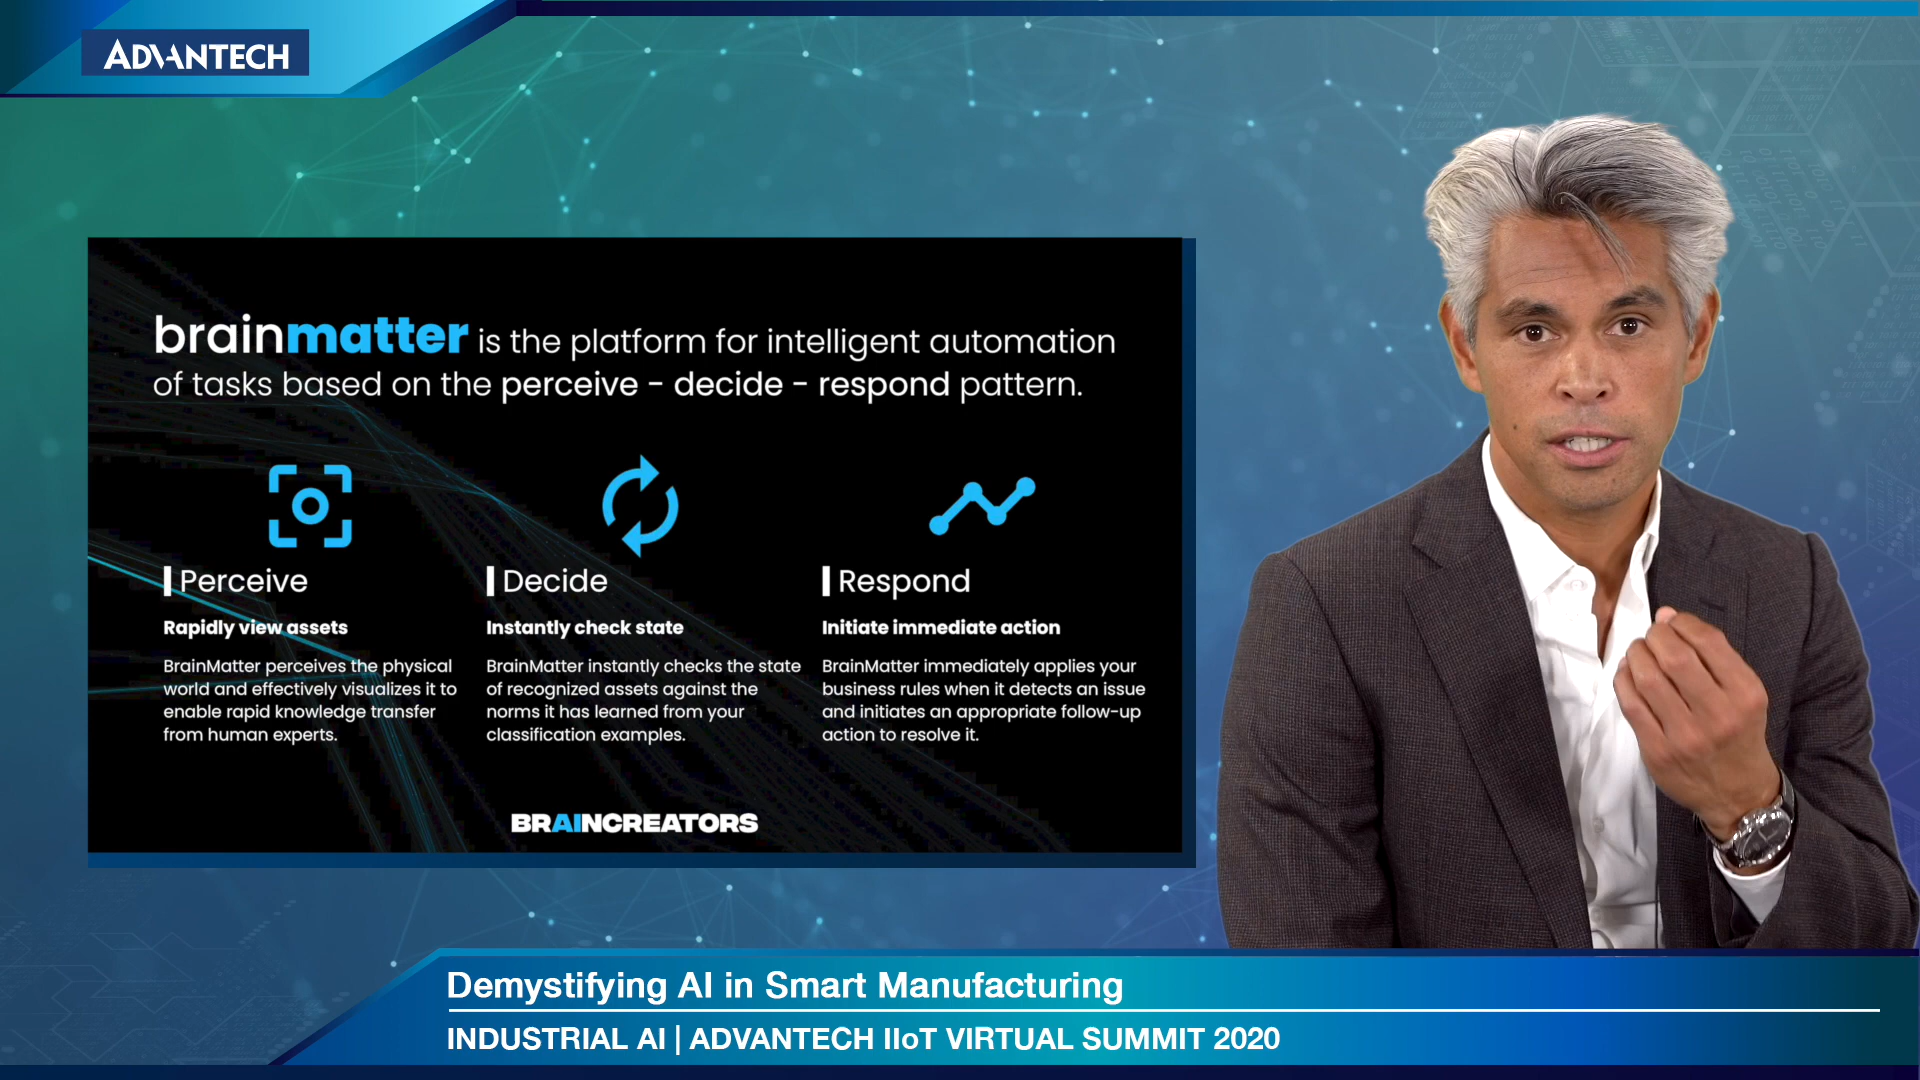 ADVANTECH
brainmatter is the platform for intelligent automation
of tasks based on the perceive - decide - respond pattern.
Perceive
Rapidly view assets
BrainMatter perceives the physical
world and effectively visualizes it to
enable rapid knowledge transfer
from human experts.
Decide
Instantly check state
BrainMatter instantly checks the state
of recognized assets against the
norms it has learned from your
classification examples.
Respond
Initiate immediate action
BrainMatter immediately applies your
business rules when it detects an issue
and initiates an appropriate follow-up
action to resolve it.
BRAINCREATORS
Demystifying AI in Smart Manufacturing
INDUSTRIAL AI | ADVANTECH IIoT VIRTUAL SUMMIT 2020